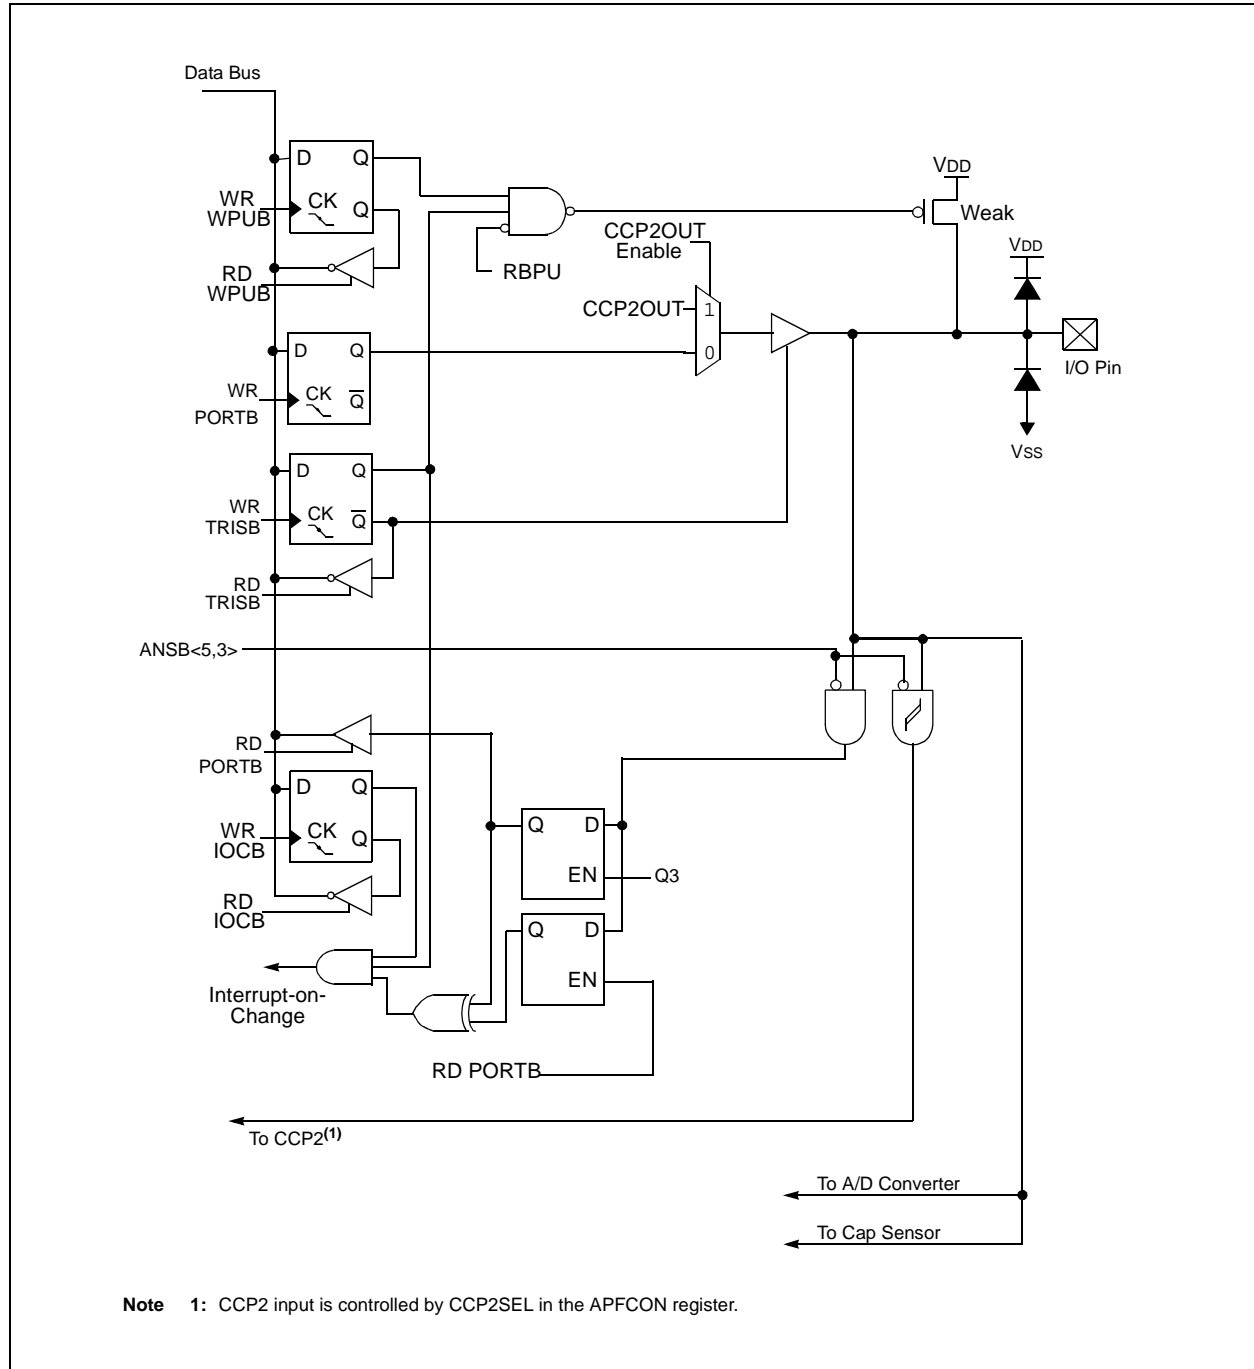 Data Bus
D Q
WR
WPUB
CK
Q
RD
WPUB
RBPU
CCP2OUT
Enable
VDD
Weak
VDD
CCP2OUT
1
0
I/O Pin
VSS
D Q
WR
PORTB
CK
Q
D Q
WR
TRISB
CK
Q
RD
TRISB
ANSB<5,3>
RD
PORTB
D Q
WR
IOCB
CK
Q
RD
IOCB
Q D
EN
Q3
Q D
EN
Interrupt-on-
Change
RD PORTB
To CCP2(1)
To A/D Converter
To Cap Sensor
Note 1: CCP2 input is controlled by CCP2SEL in the APFCON register.